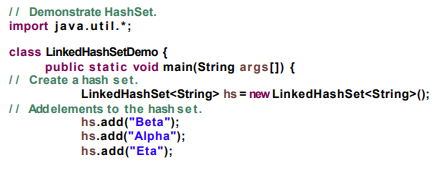 // Demonstrate HashSet.
import java.util.*;
class LinkedHashSetDemo {
public static void main(String args[]) {
// Create a hash set.
LinkedHashSet<String> hs = new LinkedHashSet<String>();
// Add elements to the hash set.
hs.add("Beta");
hs.add("Alpha");
hs.add("Eta");